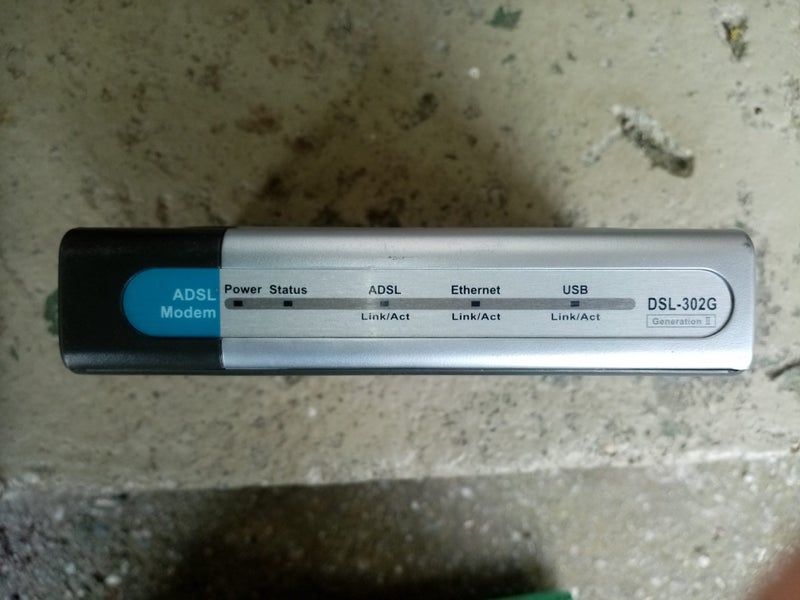 ADSL
Modem
Power Status ADSL Ethernet USB
Link/Act Link/Act Link/Act
DSL-302G
Generation II